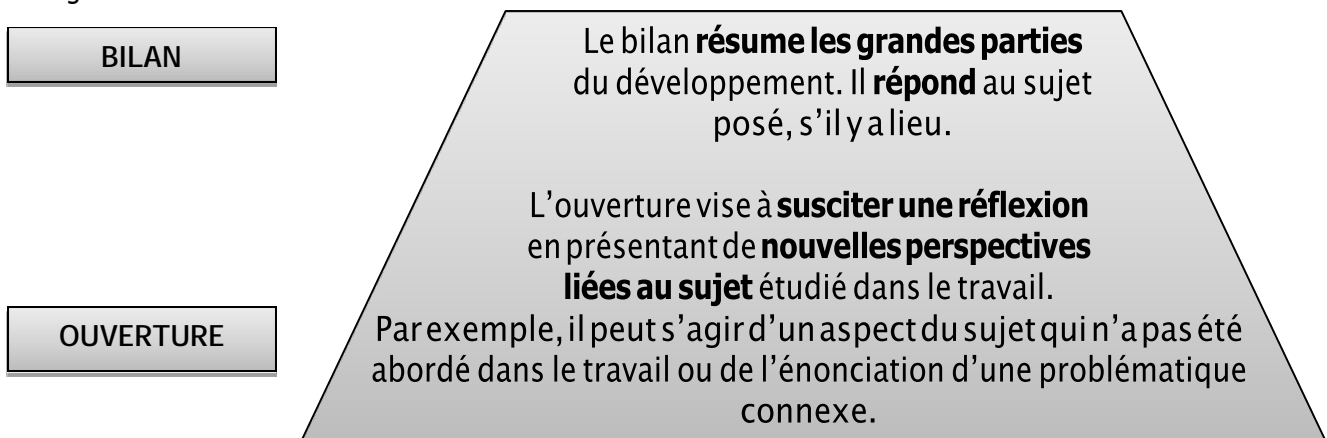 BILAN
Le bilan résume les grandes parties
du développement. Il répond au sujet
posé, s’il y a lieu.
L’ouverture vise à susciter une réflexion
en présentant de nouvelles perspectives
liées au sujet étudié dans le travail.
OUVERTURE
Par exemple, il peut s’agir d’un aspect du sujet qui n’a pas été
abordé dans le travail ou de l’énonciation d’une problématique
connexe.